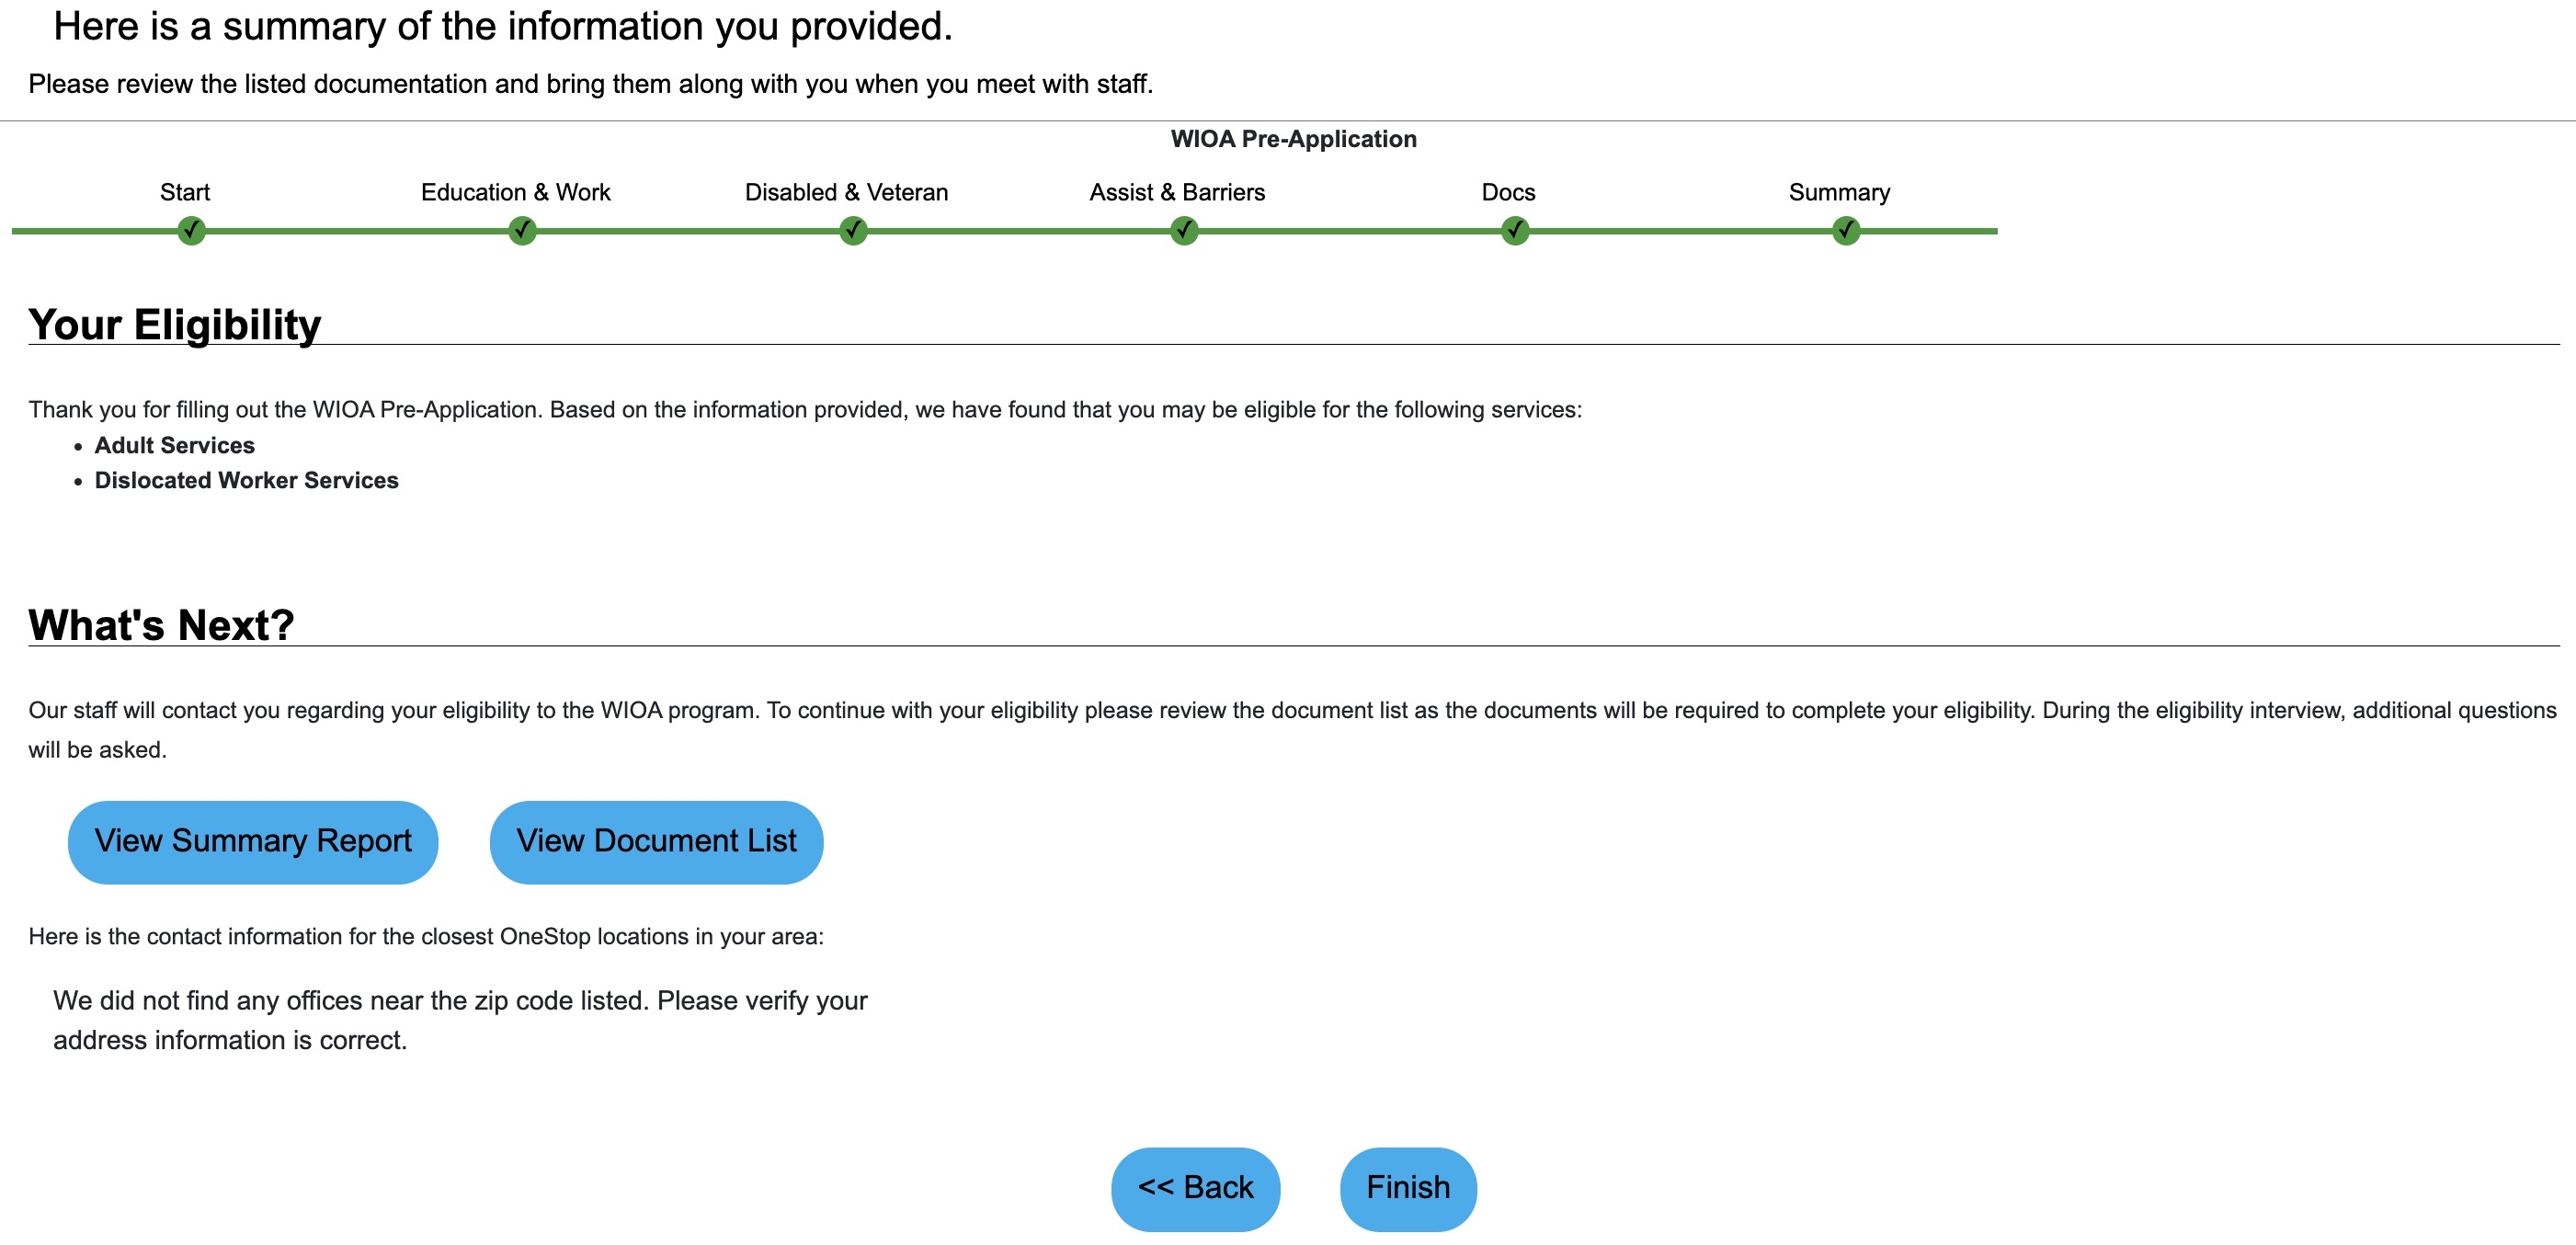 Here is a summary of the information you provided.
Please review the listed documentation and bring them along with you when you meet with staff.
WIOA Pre-Application
Start
Education & Work
Disabled & Veteran
Assist & Barriers
Docs
Summary
Your Eligibility
Thank you for filling out the WIOA Pre-Application. Based on the information provided, we have found that you may be eligible for the following services:
• Adult Services
• Dislocated Worker Services
What's Next?
Our staff will contact you regarding your eligibility to the WIOA program. To continue with your eligibility please review the document list as the documents will be required to complete your eligibility. During the eligibility interview, additional questions
will be asked.
View Summary Report
View Document List
Here is the contact information for the closest OneStop locations in your area:
We did not find any offices near the zip code listed. Please verify your
address information is correct.
<< Back
Finish